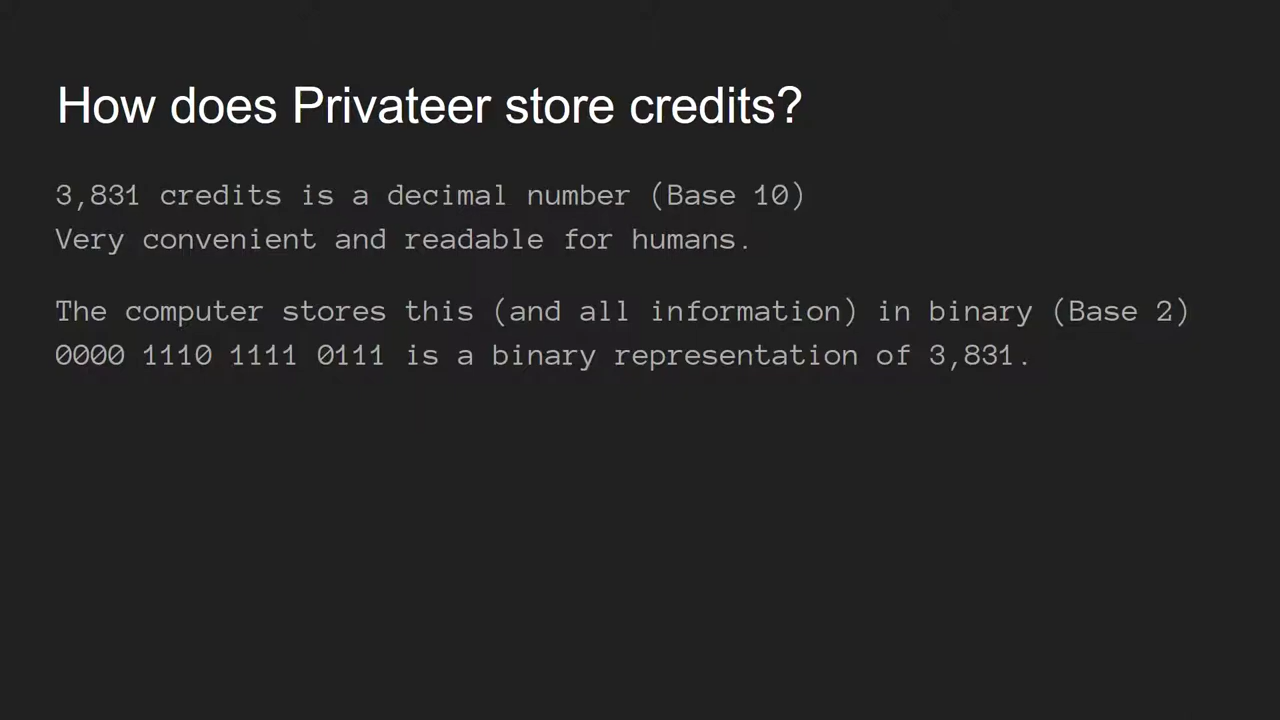 How does Privateer store credits?
3,831 credits is a decimal number (Base 10)
Very convenient and readable for humans.
The computer stores this (and all information) in binary (Base 2)
0000 1110 1111 0111 is a binary representation of 3,831.